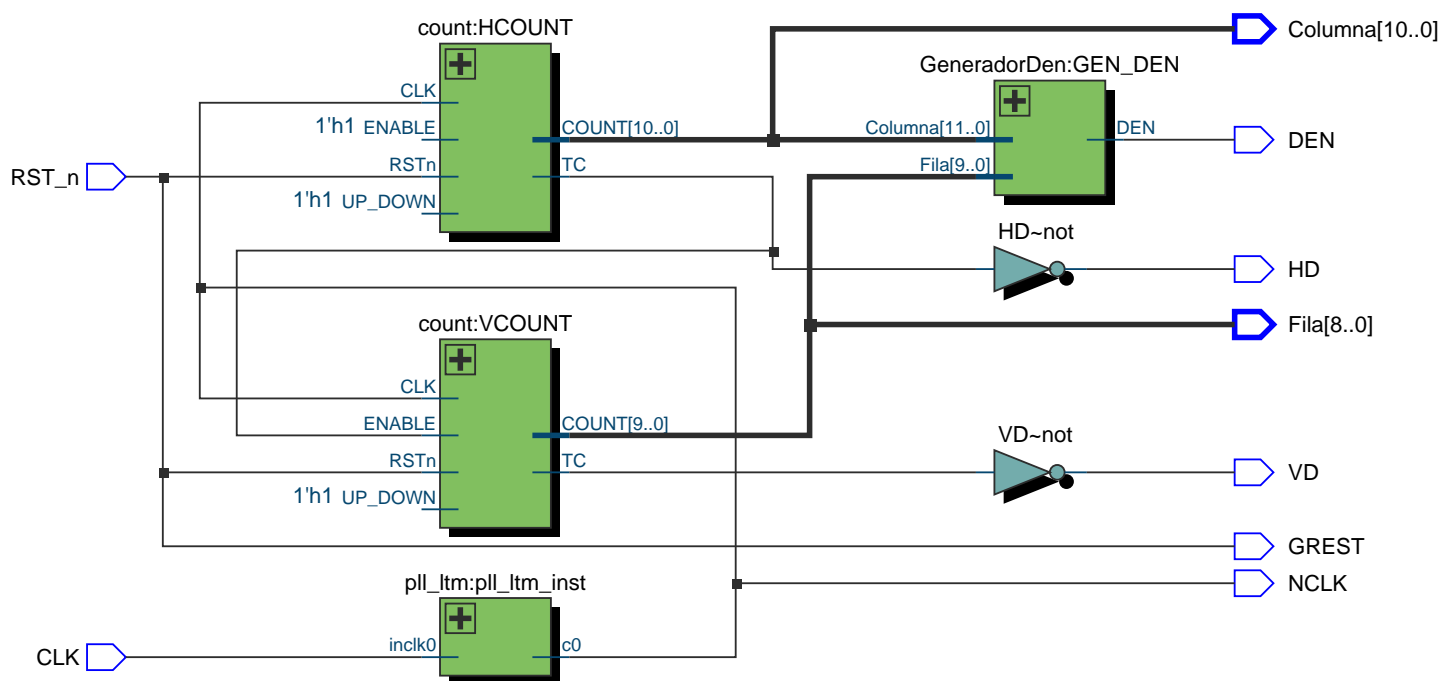 count:HCOUNT
Columna[10..0]
GeneradorDen:GEN_DEN
CLK
1'h1 ENABLE
COUNT[10..0]
Columna[11..0]
DEN
DEN
RST_n
RSTn
TC
Fila[9..0]
1'h1 UP_DOWN
HD~not
HD
count:VCOUNT
Fila[8..0]
CLK
ENABLE
COUNT[9..0]
VD~not
RSTn
TC
VD
1'h1 UP_DOWN
GREST
pll_ltm:pll_ltm_inst
NCLK
CLK
inclk0
c0